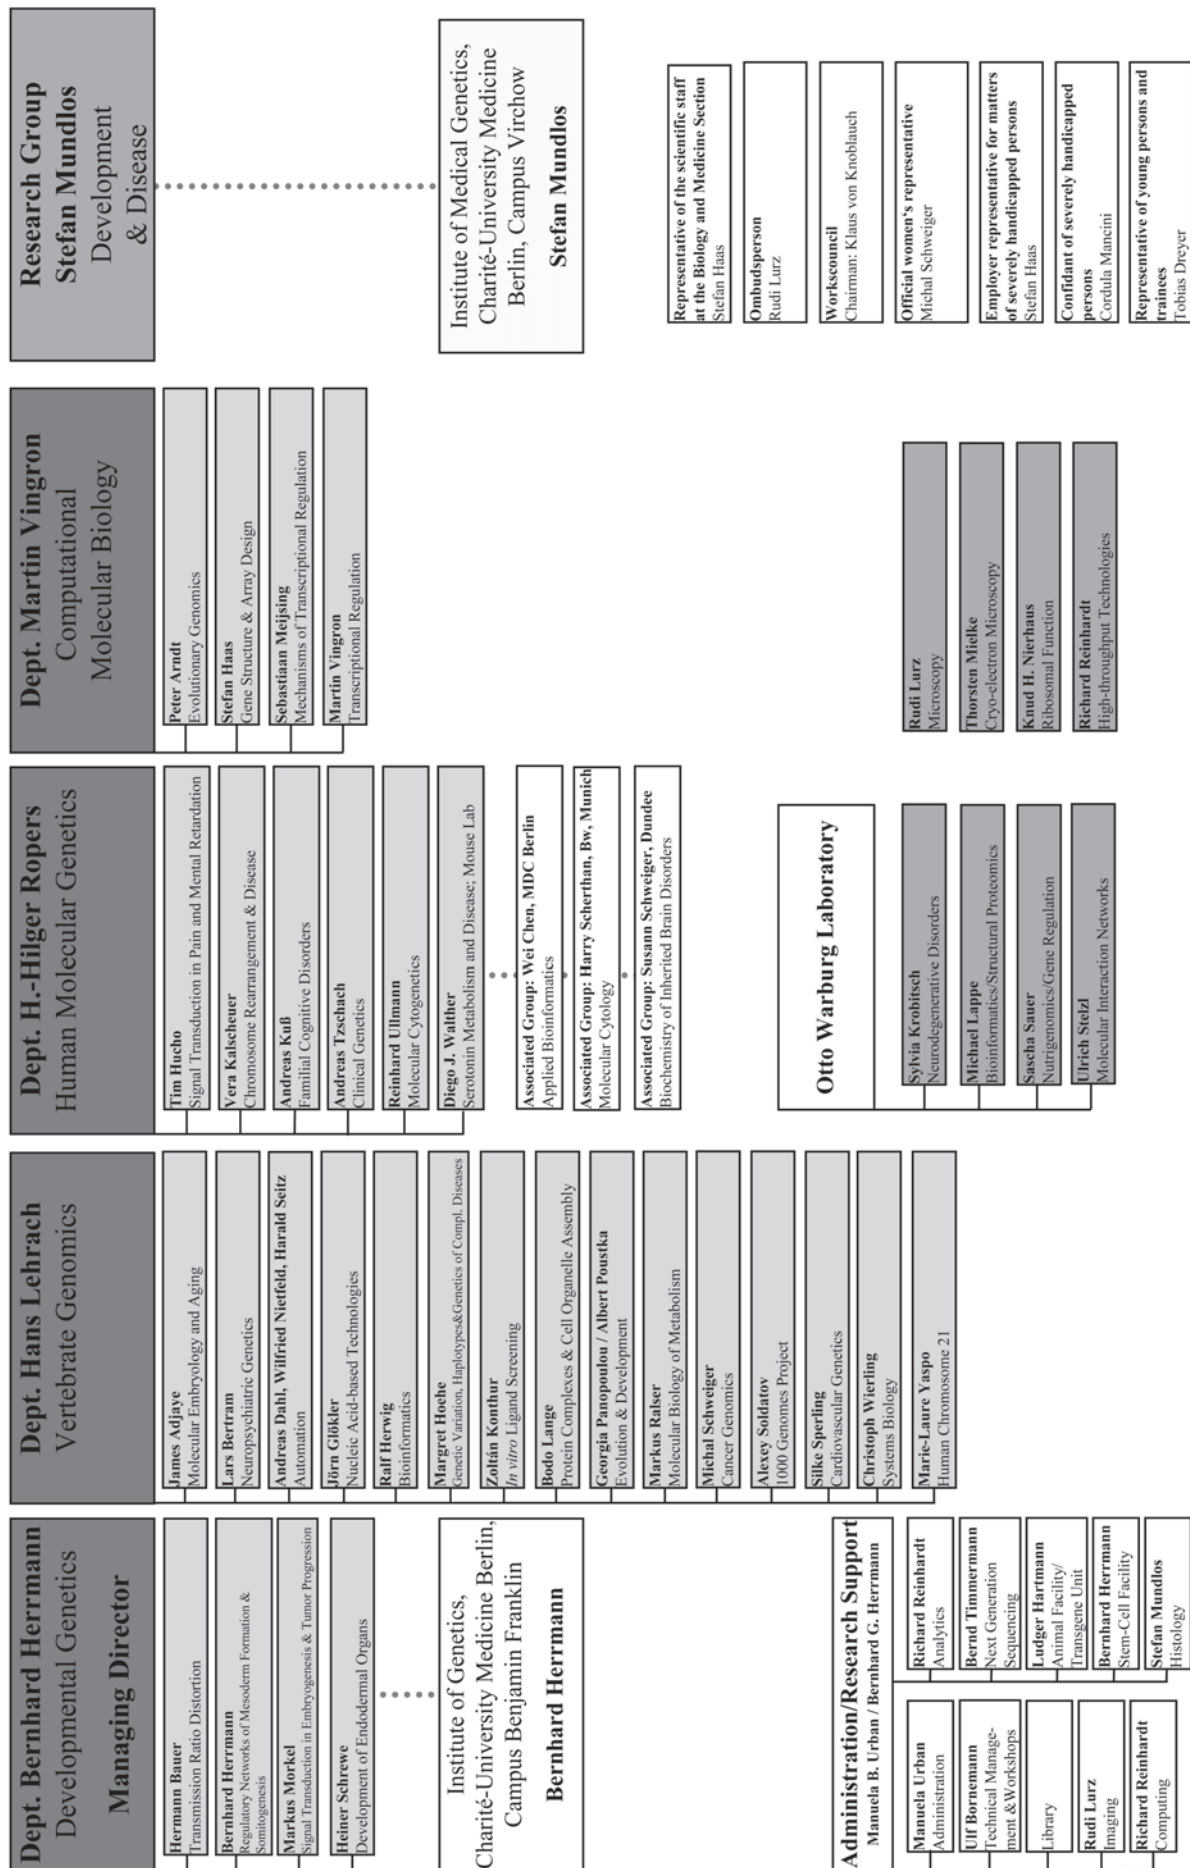 Dept. Bernhard Herrmann
Developmental Genetics
Managing Director
Hermann Bauer
Transmission Ratio Distortion
Bernhard Herrmann
Regulatory Networks of Mesoderm Formation &
Somitogenesis
Markus Morkel
Signal Transduction in Embryogenesis & Tumor Progression
Heiner Schrewe
Development of Endodermal Organs
Institute of Genetics,
Charité-University Medicine Berlin,
Campus Benjamin Franklin
Bernhard Herrmann
Administration/Research Support
Manuela B. Urban / Bernhard G. Herrmann
Manuela Urban
Administration
Ulf Bornemann
Technical Manage-
ment &Workshops
Library
Rudi Lurz
Imaging
Richard Reinhardt
Computing
Richard Reinhardt
Analytics
Bernd Timmermann
Next Generation
Sequencing
Ludger Hartmann
Animal Facility/
Transgene Unit
Bernhard Herrmann
Stem-Cell Facility
Stefan Mundlos
Histology
Dept. Hans Lehrach
Vertebrate Genomics
James Adjaye
Molecular Embryology and Aging
Lars Bertram
Neuropsychiatric Genetics
Andreas Dahl, Wilfried Nietfeld, Harald Seitz
Automation
Jörn Glökler
Nucleic Acid-based Technologies
Ralf Herwig
Bioinformatics
Margret Hoehe
Genetic Variation, Haplotypes&Genetics of Compl. Diseases
Zoltán Konthur
In vitro Ligand Screening
Bodo Lange
Protein Complexes & Cell Organelle Assembly
Georgia Panopoulou / Albert Poustka
Evolution & Development
Markus Ralser
Molecular Biology of Metabolism
Michal Schweiger
Cancer Genomics
Alexey Soldatov
1000 Genomes Project
Silke Sperling
Cardiovascular Genetics
Christoph Wierling
Systems Biology
Marie-Laure Yaspo
Human Chromosome 21
Dept. H.-Hilger Ropers
Human Molecular Genetics
Tim Hucho
Signal Transduction in Pain and Mental Retardation
Vera Kalscheuer
Chromosome Rearrangement & Disease
Andreas Kuß
Familial Cognitive Disorders
Andreas Tzschach
Clinical Genetics
Reinhard Ullmann
Molecular Cytogenetics
Diego J. Walther
Serotonin Metabolism and Disease; Mouse Lab
Associated Group: Wei Chen, MDC Berlin
Applied Bioinformatics
Associated Group: Harry Scherthan, Bw, Munich
Molecular Cytology
Associated Group: Susann Schweiger, Dundee
Biochemistry of Inherited Brain Disorders
Otto Warburg Laboratory
Sylvia Krobitsch
Neurodegenerative Disorders
Michael Lappe
Bioinformatics/Structural Proteomics
Sascha Sauer
Nutrigenomics/Gene Regulation
Ulrich Stelzl
Molecular Interaction Networks
Dept. Martin Vingron
Computational
Molecular Biology
Peter Arndt
Evolutionary Genomics
Stefan Haas
Gene Structure & Array Design
Sebastiaan Meijsing
Mechanisms of Transcriptional Regulation
Martin Vingron
Transcriptional Regulation
Rudi Lurz
Microscopy
Thorsten Mielke
Cryo-electron Microscopy
Knud H. Nierhaus
Ribosomal Function
Richard Reinhardt
High-throughput Technologies
Research Group
Stefan Mundlos
Development
& Disease
Institute of Medical Genetics,
Charité-University Medicine
Berlin, Campus Virchow
Stefan Mundlos
Representative of the scientific staff
at the Biology and Medicine Section
Stefan Haas
Ombudsperson
Rudi Lurz
Workscouncil
Chairman: Klaus von Knoblauch
Official women's representative
Michal Schweiger
Employer representative for matters
of severely handicapped persons
Stefan Haas
Confidant of severely handicapped
persons
Cordula Mancini
Representative of young persons and
trainees
Tobias Dreyer